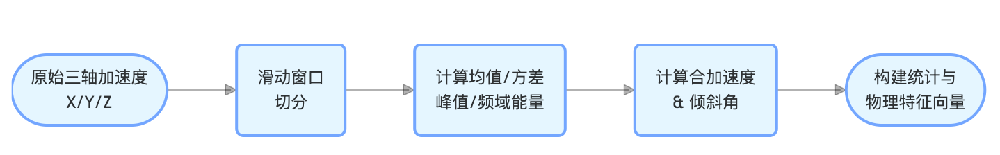 原始三轴加速度
X/Y/Z
滑动窗口
切分
计算均值/方差
峰值/频域能量
计算合加速度
& 倾斜角
构建统计与
物理特征向量